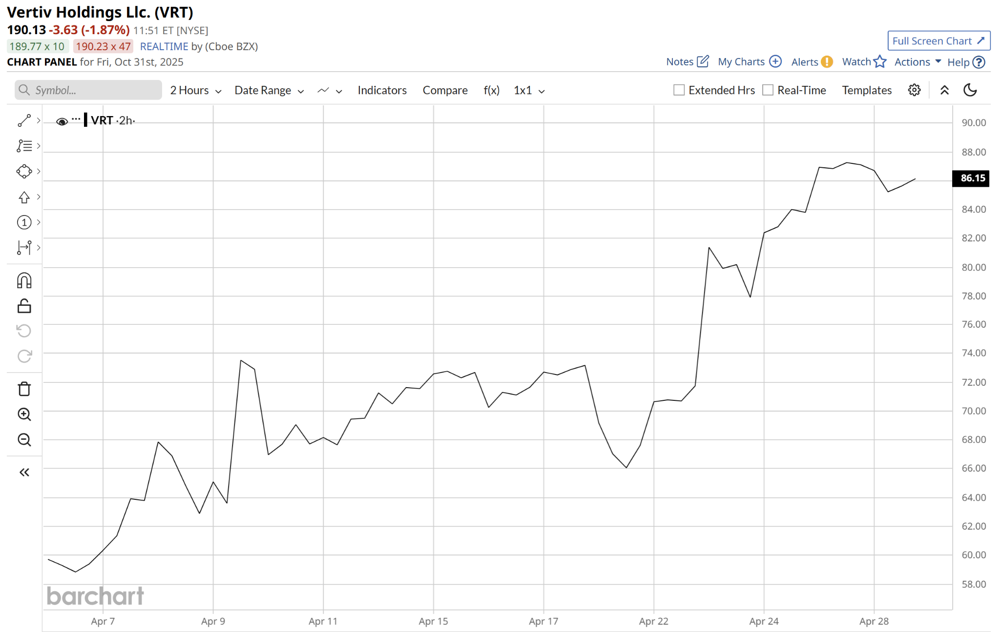 Vertiv Holdings Llc. (VRT)
190.13 -3.63 (-1.87%) 11:51 ET [NYSE]
189.77 x 10 190.23 x 47 REALTIME by (Cboe BZX)
Full Screen Chart
CHART PANEL for Fri, Oct 31st, 2025
Notes My Charts Alerts Watch Actions Help
Symbol... 2 Hours Date Range Indicators Compare f(x) 1x1 Extended Hrs Real-Time Templates
VRT ·2h·
90.00
88.00
86.15
84.00
82.00
80.00
78.00
76.00
74.00
72.00
70.00
68.00
66.00
64.00
62.00
60.00
58.00
barchart
Apr 7 Apr 9 Apr 11 Apr 15 Apr 17 Apr 22 Apr 24 Apr 28